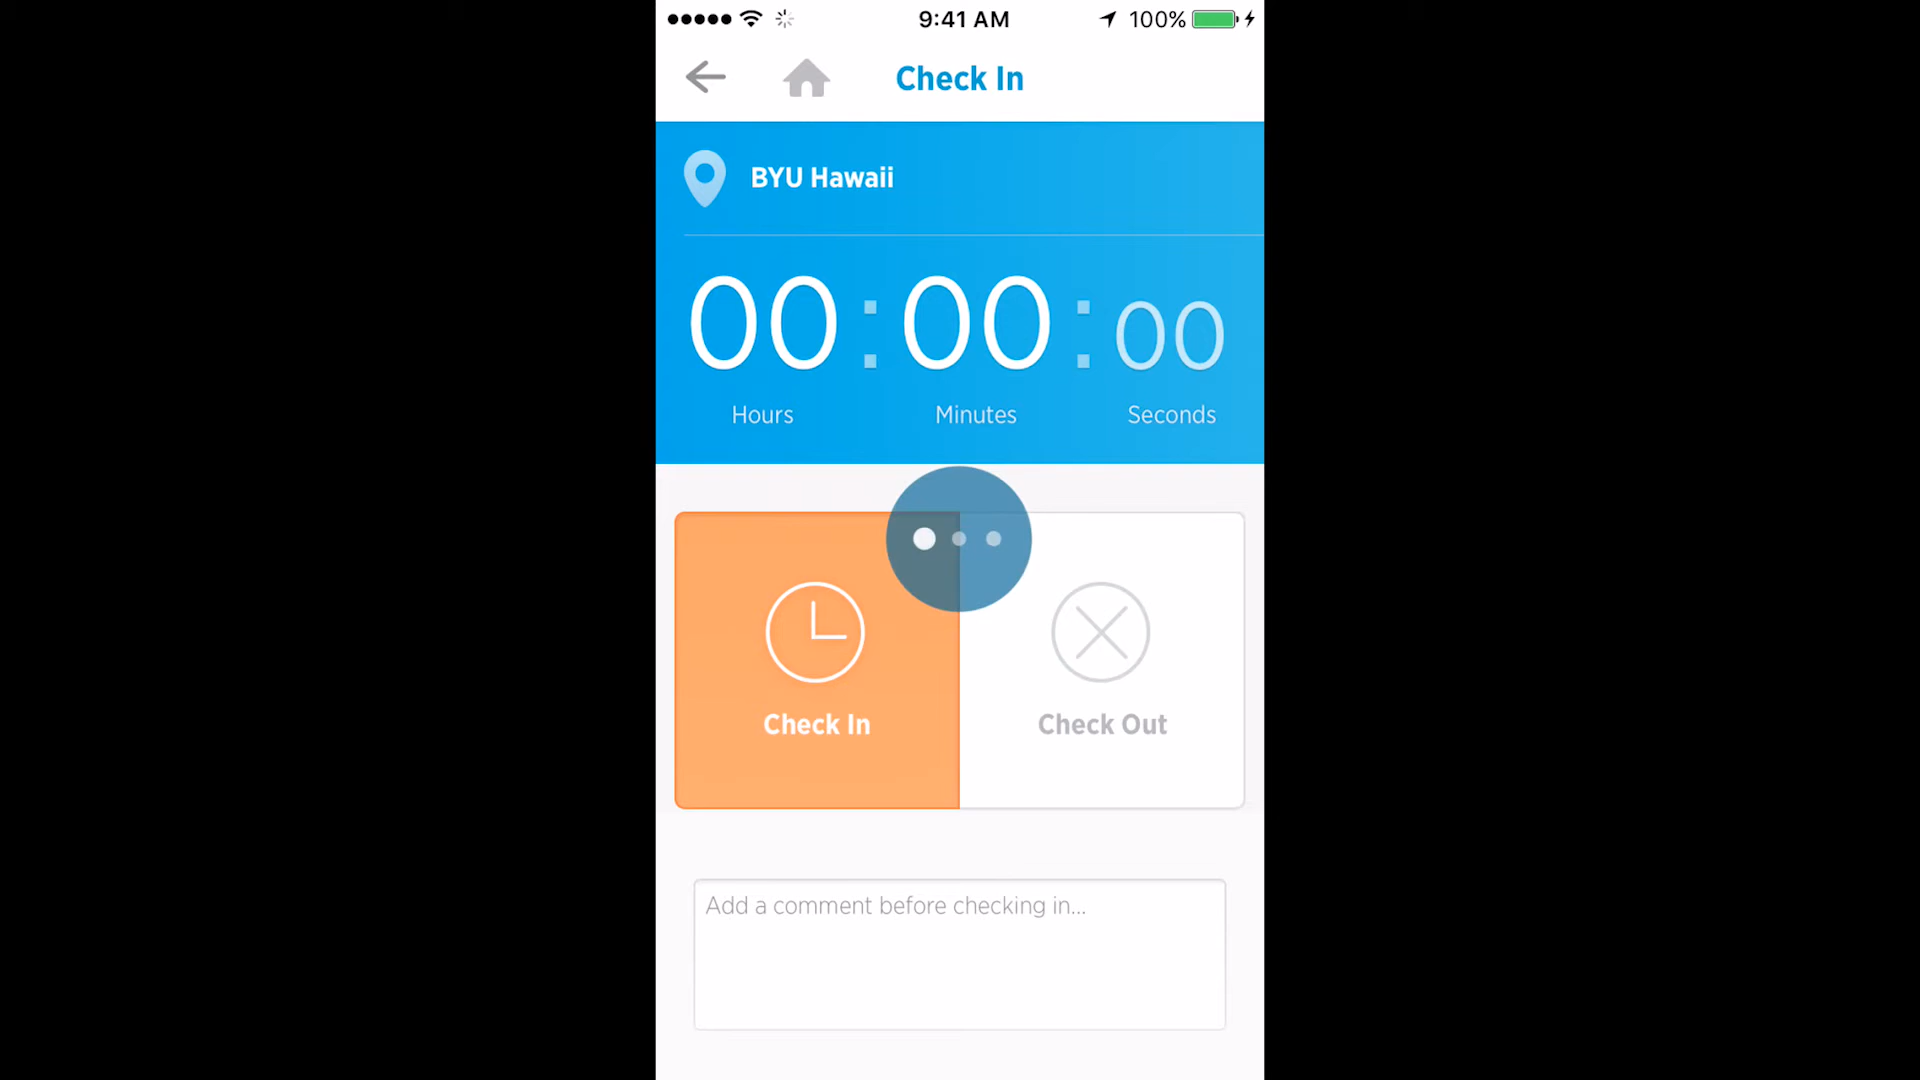 9:41 AM
100%
Check In
BYU Hawaii
00:00:00
Hours Minutes Seconds
Check In
Check Out
Add a comment before checking in...